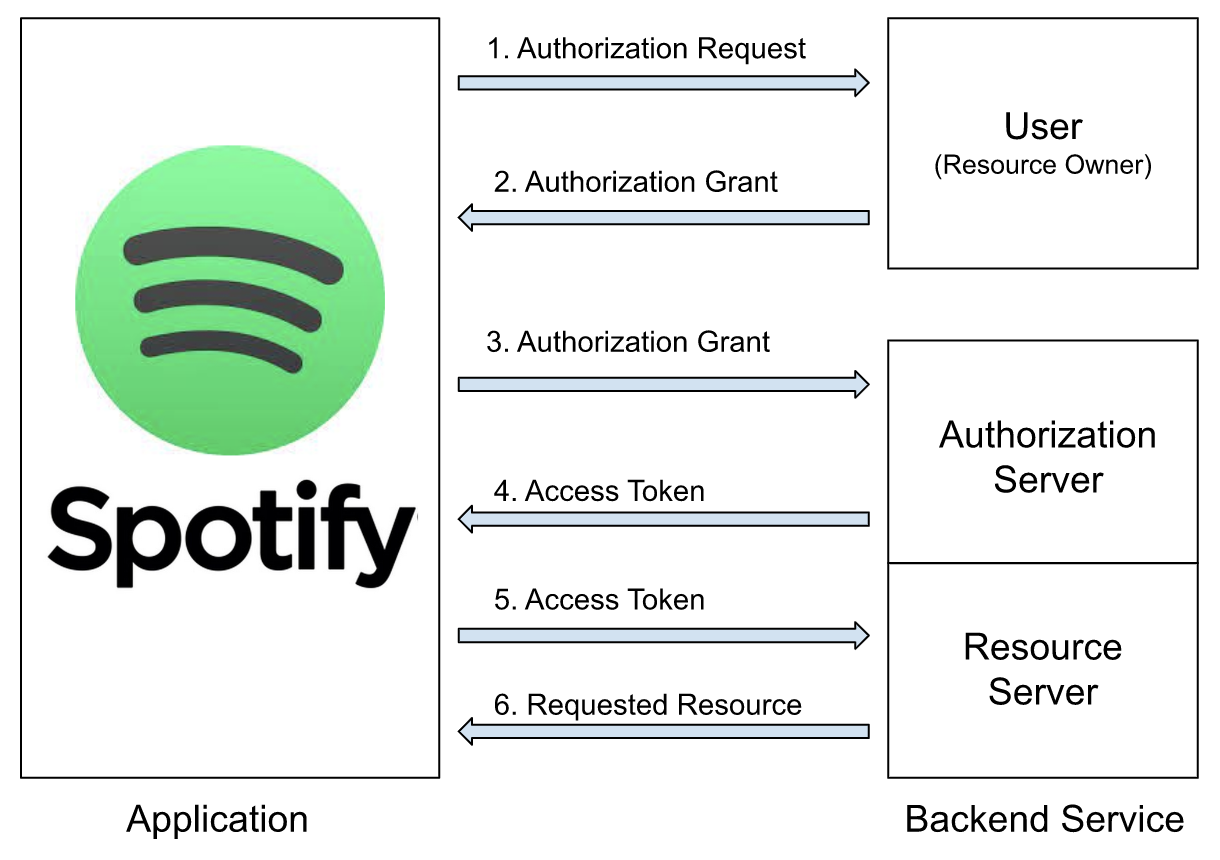 1. Authorization Request
User
(Resource Owner)
2. Authorization Grant
3. Authorization Grant
Authorization
Server
4. Access Token
Spotify
5. Access Token
Resource
Server
6. Requested Resource
Application
Backend Service